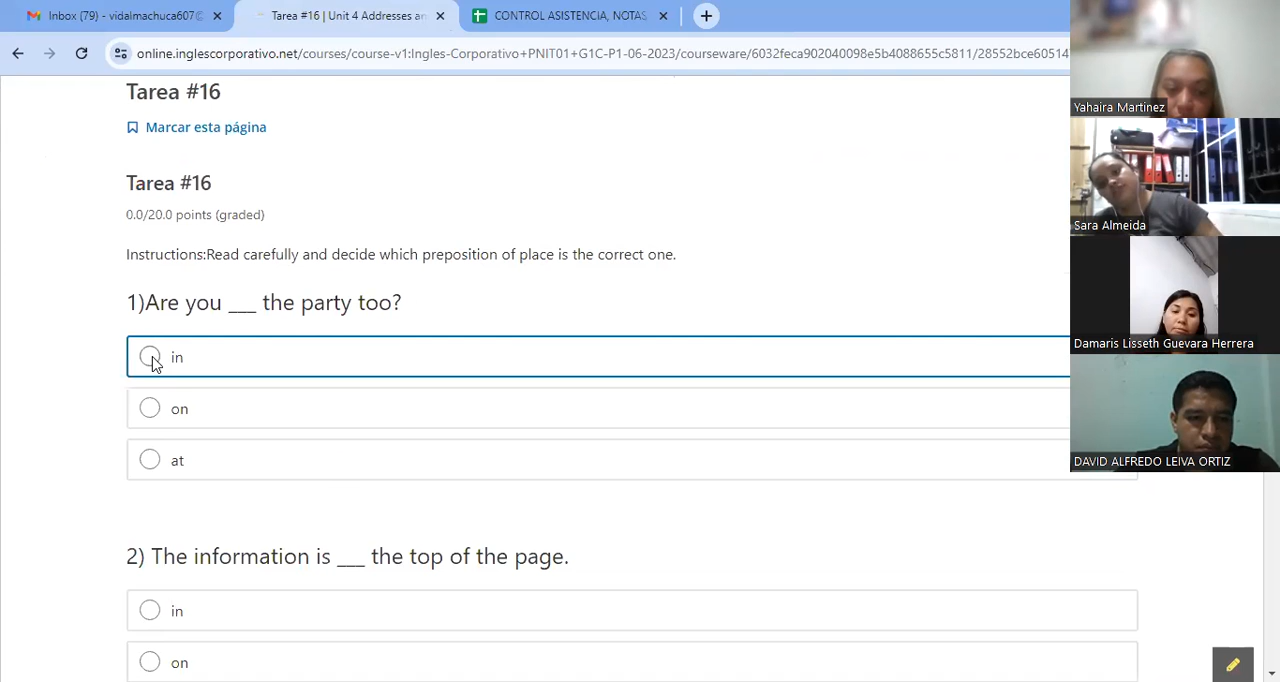 Inbox (79) - vidalmachuca607@
Tarea #16 | Unit 4 Addresses an
CONTROL ASISTENCIA, NOTAS
online.inglescorporativo.net/courses/course-v1:Ingles-Corporativo+PNIT01+G1C-P1-06-2023/courseware/6032feca902040098e5b4088655c5811/28552bce60514
Tarea #16
Marcar esta página
Tarea #16
0.0/20.0 points (graded)
Instructions:Read carefully and decide which preposition of place is the correct one.
1)Are you ___ the party too?
in
on
at
2) The information is ___ the top of the page.
in
on
Yahaira Martinez
Sara Almeida
Damaris Lisseth Guevara Herrera
DAVID ALFREDO LEIVA ORTIZ